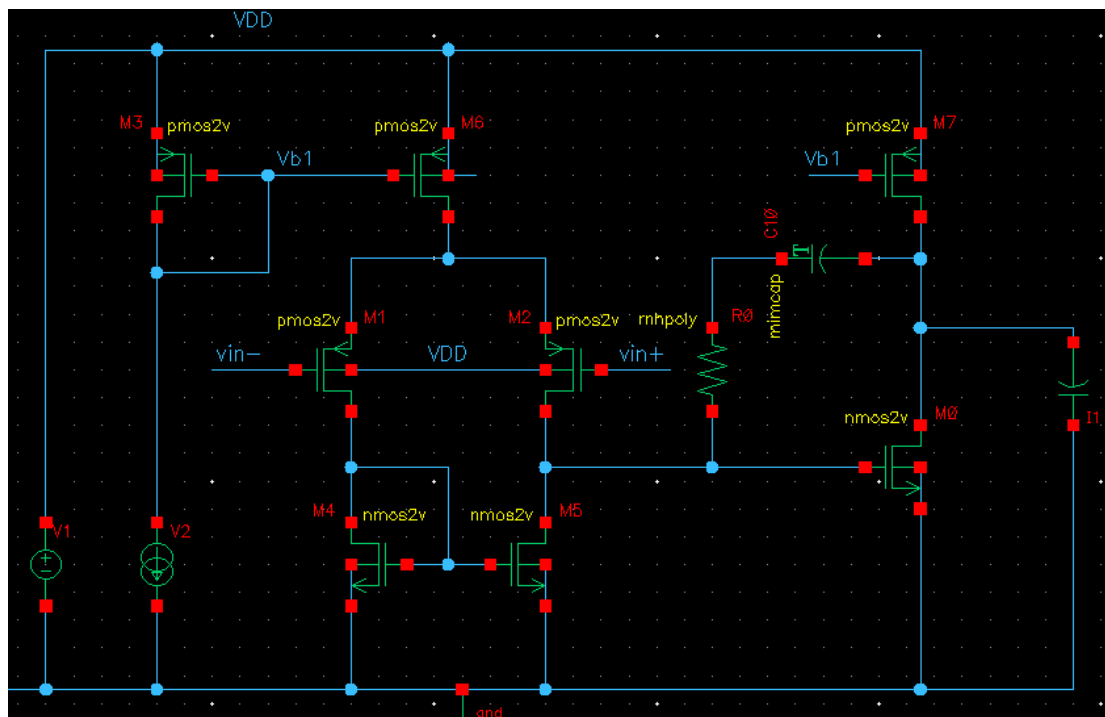 VDD
M3
pmos2v
pmos2v
M6
pmos2v
M7
Vb1
Vb1
C10
T
mimcap
pmos2v
M1
M2
pmos2v
rnhpoly
R0
vin-
VDD
vin+
nmos2v
M0
I1
V1
+
-
V2
M4
nmos2v
nmos2v
M5
gnd